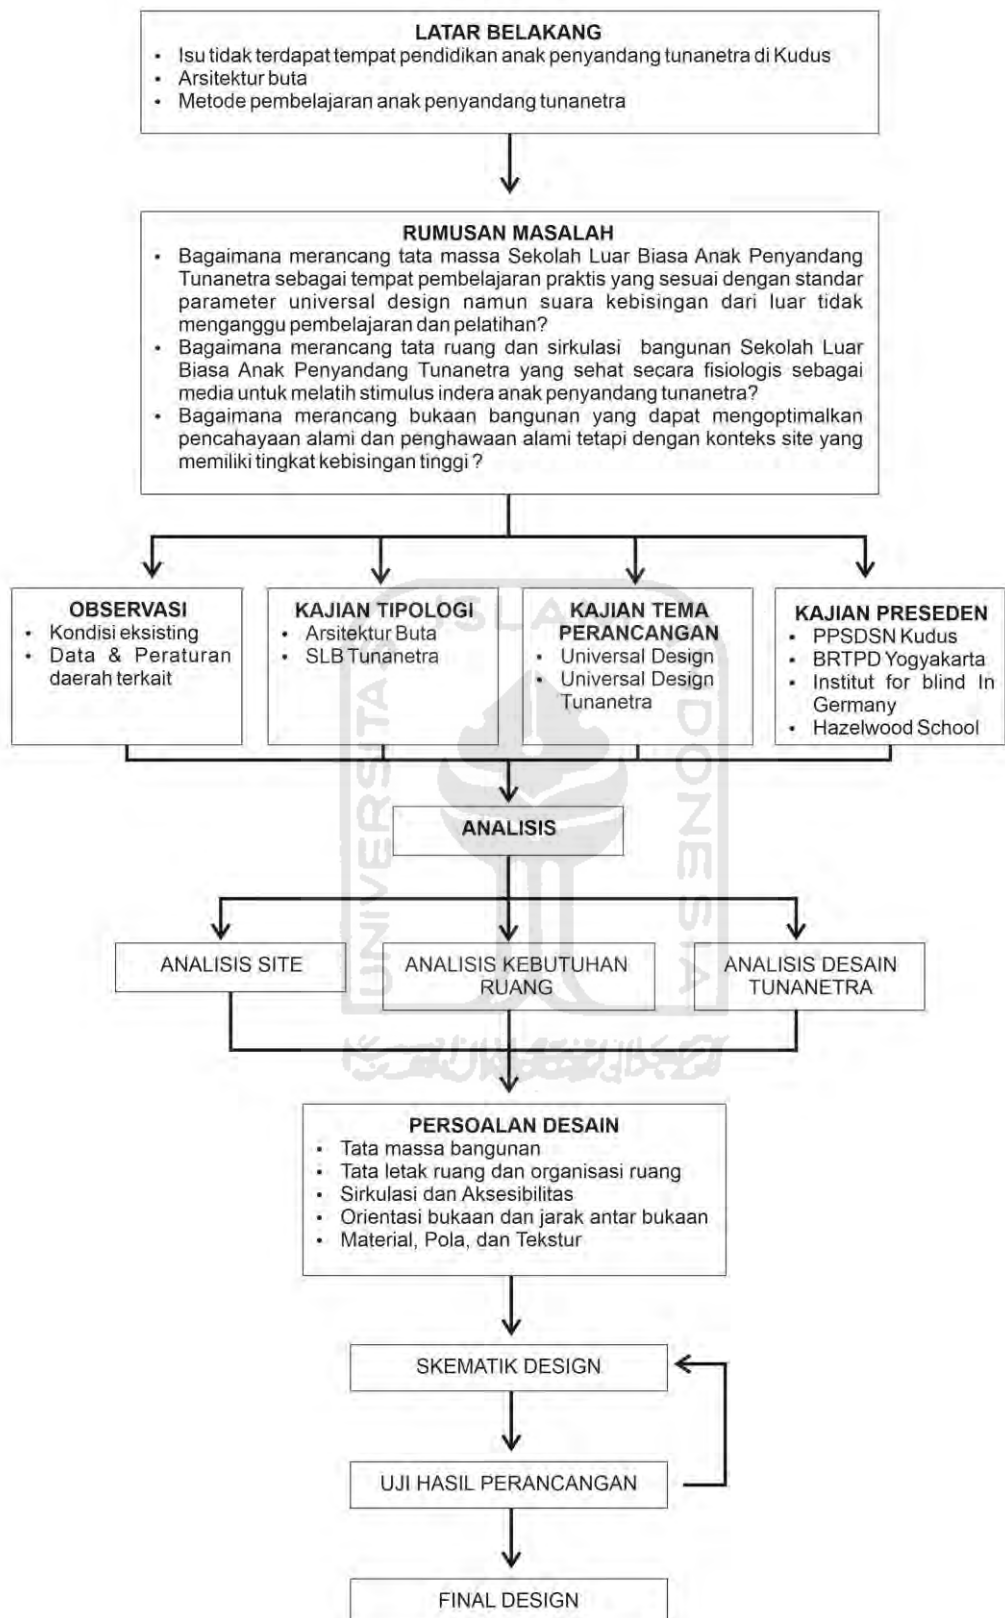 LATAR BELAKANG
• Isu tidak terdapat tempat pendidikan anak penyandang tunanetra di Kudus
• Arsitektur buta
• Metode pembelajaran anak penyandang tunanetra
RUMUSAN MASALAH
• Bagaimana merancang tata massa Sekolah Luar Biasa Anak Penyandang
Tunanetra sebagai tempat pembelajaran praktis yang sesuai dengan standar
parameter universal design namun suara kebisingan dari luar tidak
menganggu pembelajaran dan pelatihan?
• Bagaimana merancang tata ruang dan sirkulasi bangunan Sekolah Luar
Biasa Anak Penyandang Tunanetra yang sehat secara fisiologis sebagai
media untuk melatih stimulus indera anak penyandang tunanetra?
• Bagaimana merancang bukaan bangunan yang dapat mengoptimalkan
pencahayaan alami dan penghawaan alami tetapi dengan konteks site yang
memiliki tingkat kebisingan tinggi ?
OBSERVASI
• Kondisi eksisting
• Data & Peraturan
daerah terkait
KAJIAN TIPOLOGI
• Arsitektur Buta
• SLB Tunanetra
KAJIAN TEMA
PERANCANGAN
• Universal Design
• Universal Design
Tunanetra
KAJIAN PRESEDEN
• PPSDSN Kudus
• BRTPD Yogyakarta
• Institut for blind In
Germany
• Hazelwood School
UNIVERSITAS ISLAM INDONESIA
ANALISIS
ANALISIS SITE
ANALISIS KEBUTUHAN
RUANG
ANALISIS DESAIN
TUNANETRA
PERSOALAN DESAIN
• Tata massa bangunan
• Tata letak ruang dan organisasi ruang
• Sirkulasi dan Aksesibilitas
• Orientasi bukaan dan jarak antar bukaan
• Material, Pola, dan Tekstur
SKEMATIK DESIGN
UJI HASIL PERANCANGAN
FINAL DESIGN